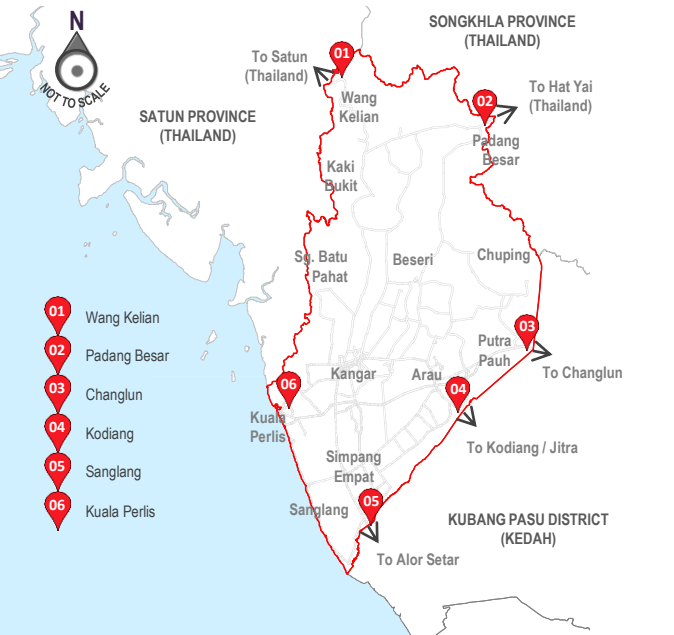 N
NOT TO SCALE
SONGKHLA PROVINCE
(THAILAND)
01
To Satun
(Thailand)
Wang
Kelian
02
To Hat Yai
(Thailand)
SATUN PROVINCE
(THAILAND)
Padang
Besar
Kaki
Bukit
Sg. Batu
Pahat
Beseri
Chuping
01
Wang Kelian
02
Padang Besar
03
Changlun
04
Kodiang
05
Sanglang
06
Kuala Perlis
03
Putra
Pauh
To Changlun
Kangar
Arau
06
04
Kuala
Perlis
To Kodiang / Jitra
Simpang
Empat
05
Sanglang
KUBANG PASU DISTRICT
(KEDAH)
To Alor Setar